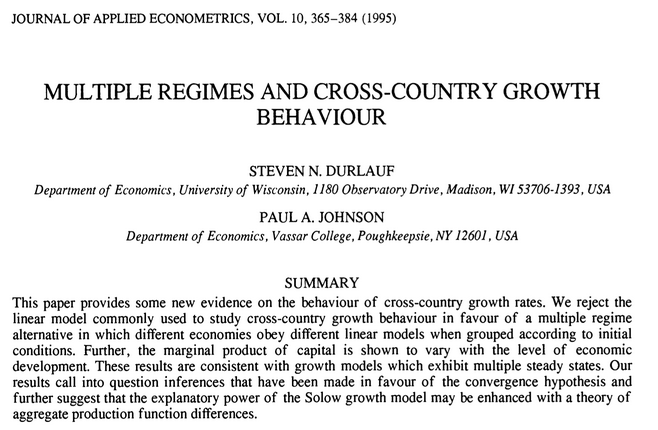 JOURNAL OF APPLIED ECONOMETRICS, VOL. 10, 365–384 (1995)
MULTIPLE REGIMES AND CROSS-COUNTRY GROWTH
BEHAVIOUR
STEVEN N. DURLAUF
Department of Economics, University of Wisconsin, 1180 Observatory Drive, Madison, WI 53706-1393, USA
PAUL A. JOHNSON
Department of Economics, Vassar College, Poughkeepsie, NY 12601, USA
SUMMARY
This paper provides some new evidence on the behaviour of cross-country growth rates. We reject the
linear model commonly used to study cross-country growth behaviour in favour of a multiple regime
alternative in which different economies obey different linear models when grouped according to initial
conditions. Further, the marginal product of capital is shown to vary with the level of economic
development. These results are consistent with growth models which exhibit multiple steady states. Our
results call into question inferences that have been made in favour of the convergence hypothesis and
further suggest that the explanatory power of the Solow growth model may be enhanced with a theory of
aggregate production function differences.